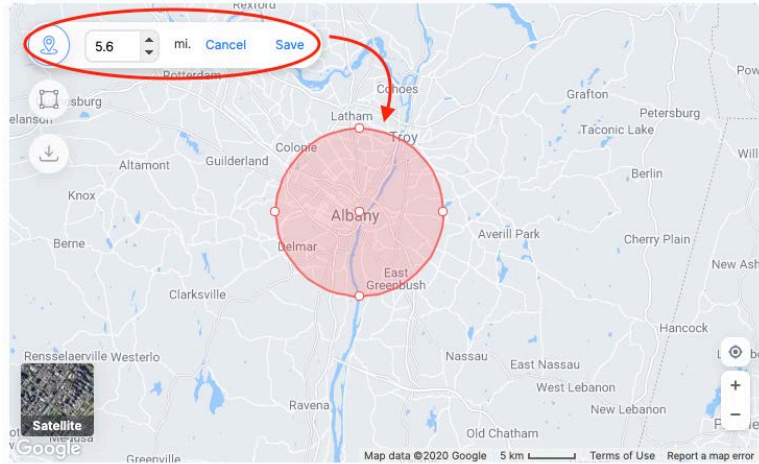 Rexford
5.6 mi. Cancel Save
Rotterdam
Cohoes
Grafton
Petersburg
Latham
Troy
Taconic Lake
Colonie
Guilderland
Altamont
Berlin
Knox
Albany
Averill Park
Cherry Plain
Berne
Delmar
New Ash
East
Greenbush
Clarksville
Hancock
Rensselaerville Westerlo
Nassau
East Nassau
West Lebanon
Ravena
New Lebanon
Satellite
Old Chatham
Google
Greenville
Map data ©2020 Google 5 km Terms of Use Report a map error